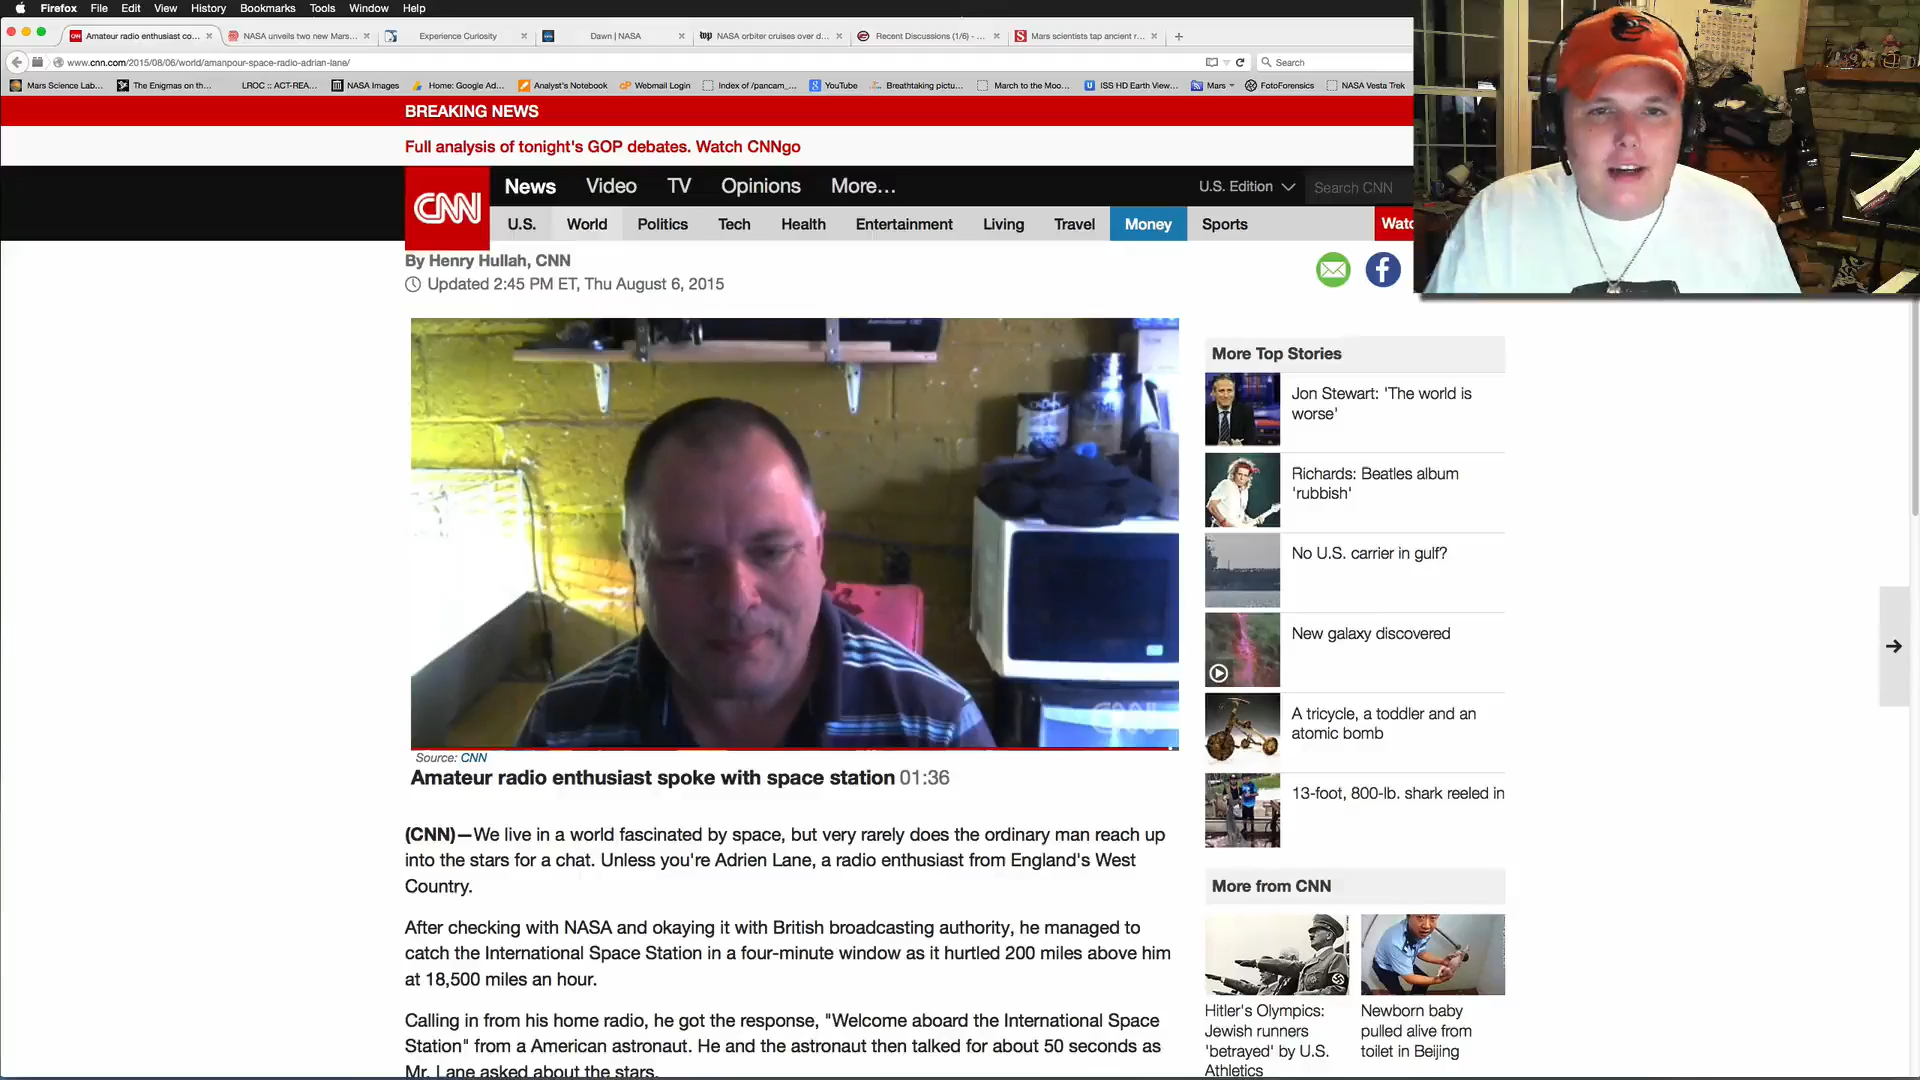 Firefox File Edit View History Bookmarks Tools Window Help
Amateur radio enthusiast co... NASA unveils two new Mars... Experience Curiosity Dawn | NASA NASA orbiter cruises over d... Recent Discussions (1/6) - ... Mars scientists tap ancient r...
www.cnn.com/2015/08/06/world/amanpour-space-radio-adrian-lane/ Search
Mars Science Lab... The Enigmas on th... LROC :: ACT-REA... NASA Images Home: Google Ad... Analyst's Notebook Webmail Login Index of /pancam_... YouTube Breathtaking pictu... March to the Moo... ISS HD Earth View... Mars FotoForensics NASA Vesta Trek
BREAKING NEWS
Full analysis of tonight's GOP debates. Watch CNNgo
CNN
News Video TV Opinions More... U.S. Edition Search CNN
U.S. World Politics Tech Health Entertainment Living Travel Money Sports Watc
By Henry Hullah, CNN
Updated 2:45 PM ET, Thu August 6, 2015
CNN
Source: CNN
Amateur radio enthusiast spoke with space station 01:36
(CNN)—We live in a world fascinated by space, but very rarely does the ordinary man reach up
into the stars for a chat. Unless you're Adrien Lane, a radio enthusiast from England's West
Country.
After checking with NASA and okaying it with British broadcasting authority, he managed to
catch the International Space Station in a four-minute window as it hurtled 200 miles above him
at 18,500 miles an hour.
Calling in from his home radio, he got the response, "Welcome aboard the International Space
Station" from a American astronaut. He and the astronaut then talked for about 50 seconds as
Mr. Lane asked about the stars.
More Top Stories
Jon Stewart: 'The world is
worse'
Richards: Beatles album
'rubbish'
No U.S. carrier in gulf?
New galaxy discovered
A tricycle, a toddler and an
atomic bomb
13-foot, 800-lb. shark reeled in
More from CNN
Hitler's Olympics:
Jewish runners
'betrayed' by U.S.
Athletics
Newborn baby
pulled alive from
toilet in Beijing